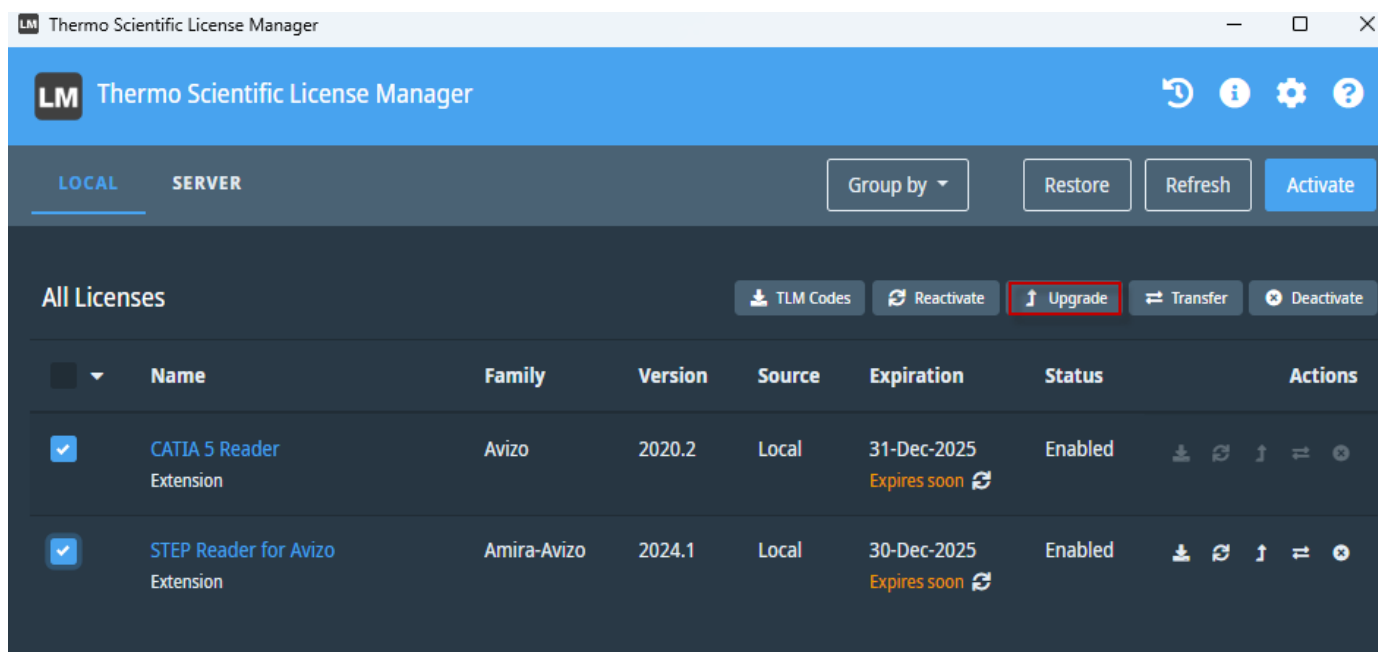 LM Thermo Scientific License Manager
LM Thermo Scientific License Manager
LOCAL SERVER Group by Restore Refresh Activate
All Licenses TLM Codes Reactivate Upgrade Transfer Deactivate
Name Family Version Source Expiration Status Actions
CATIA 5 Reader Avizo 2020.2 Local 31-Dec-2025 Enabled
Extension Expires soon
STEP Reader for Avizo Amira-Avizo 2024.1 Local 30-Dec-2025 Enabled
Extension Expires soon